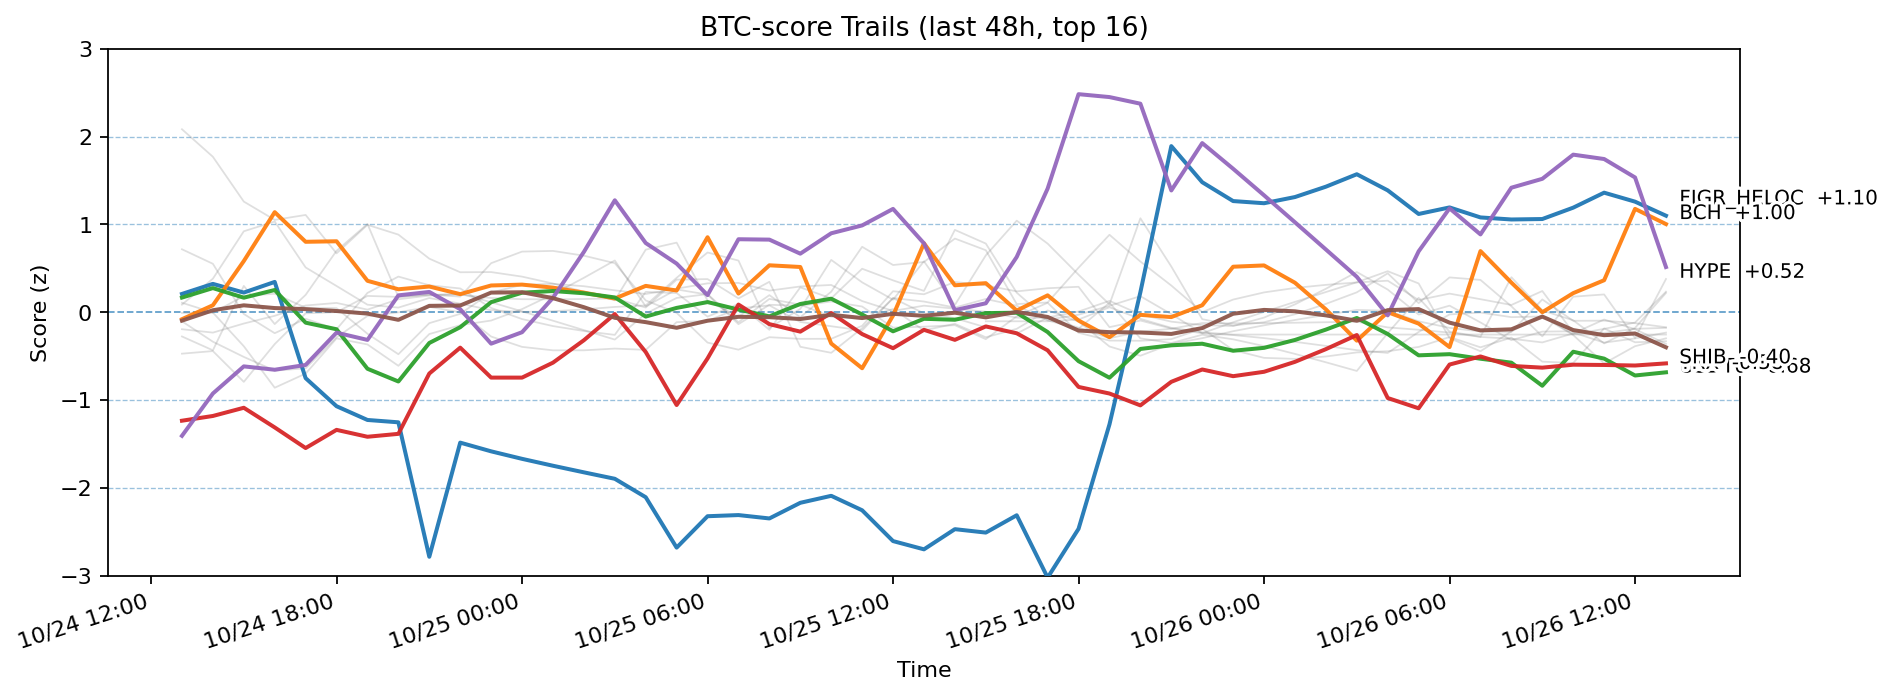 BTC-score Trails (last 48h, top 16)
Score (z)
3
2
1
0
−1
−2
−3
FIGR_HELOC +1.10
BCH +1.00
HYPE +0.52
SHIB −0.40
10/24 12:00
10/24 18:00
10/25 00:00
10/25 06:00
10/25 12:00
10/25 18:00
10/26 00:00
10/26 06:00
10/26 12:00
Time